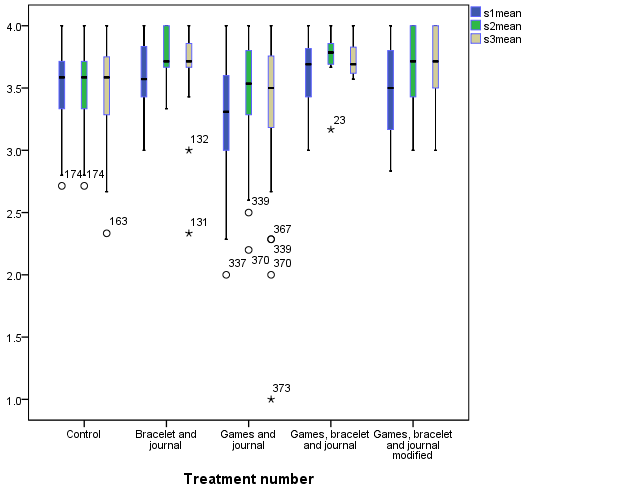 s1mean
s2mean
s3mean
4.0
3.5
3.0
2.5
2.0
1.5
1.0
174
174
163
132
131
339
337
370
367
339
370
373
23
Control
Bracelet and
journal
Games and
journal
Games, bracelet
and journal
Games, bracelet
and journal
modified
Treatment number